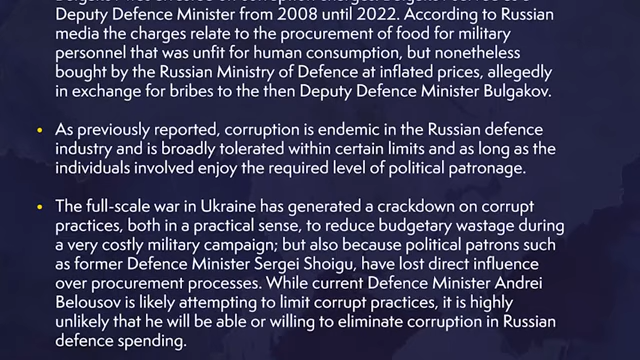 Deputy Defence Minister from 2008 until 2022. According to Russian
media the charges relate to the procurement of food for military
personnel that was unfit for human consumption, but nonetheless
bought by the Russian Ministry of Defence at inflated prices, allegedly
in exchange for bribes to the then Deputy Defence Minister Bulgakov.
• As previously reported, corruption is endemic in the Russian defence
industry and is broadly tolerated within certain limits and as long as the
individuals involved enjoy the required level of political patronage.
• The full-scale war in Ukraine has generated a crackdown on corrupt
practices, both in a practical sense, to reduce budgetary wastage during
a very costly military campaign; but also because political patrons such
as former Defence Minister Sergei Shoigu, have lost direct influence
over procurement processes. While current Defence Minister Andrei
Belousov is likely attempting to limit corrupt practices, it is highly
unlikely that he will be able or willing to eliminate corruption in Russian
defence spending.